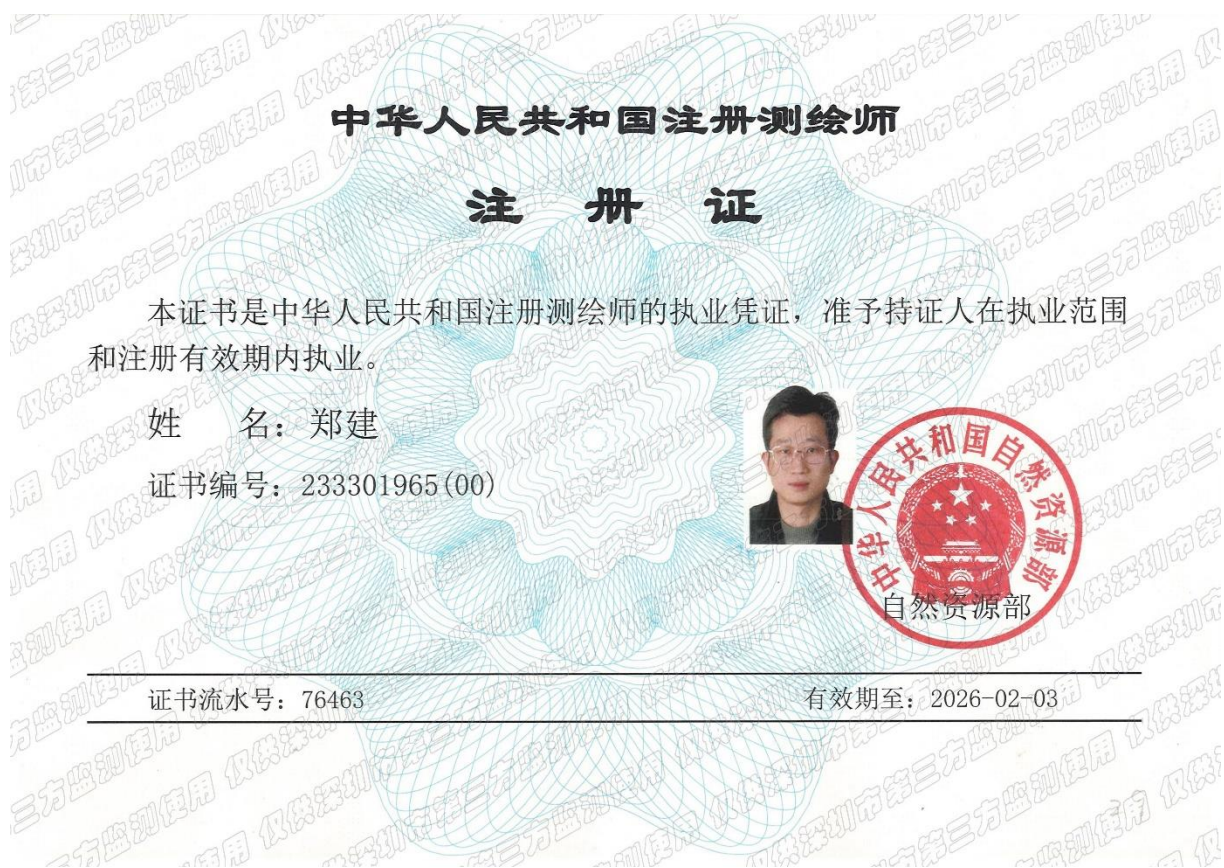 中华人民共和国注册测绘师
注 册 证
本证书是中华人民共和国注册测绘师的执业凭证，准予持证人在执业范围
和注册有效期内执业。
姓 名：郑建
证书编号：233301965(00)
中华人民共和国自然资源部
自然资源部
证书流水号：76463
有效期至：2026-02-03
仅供深圳市第三方监测使用